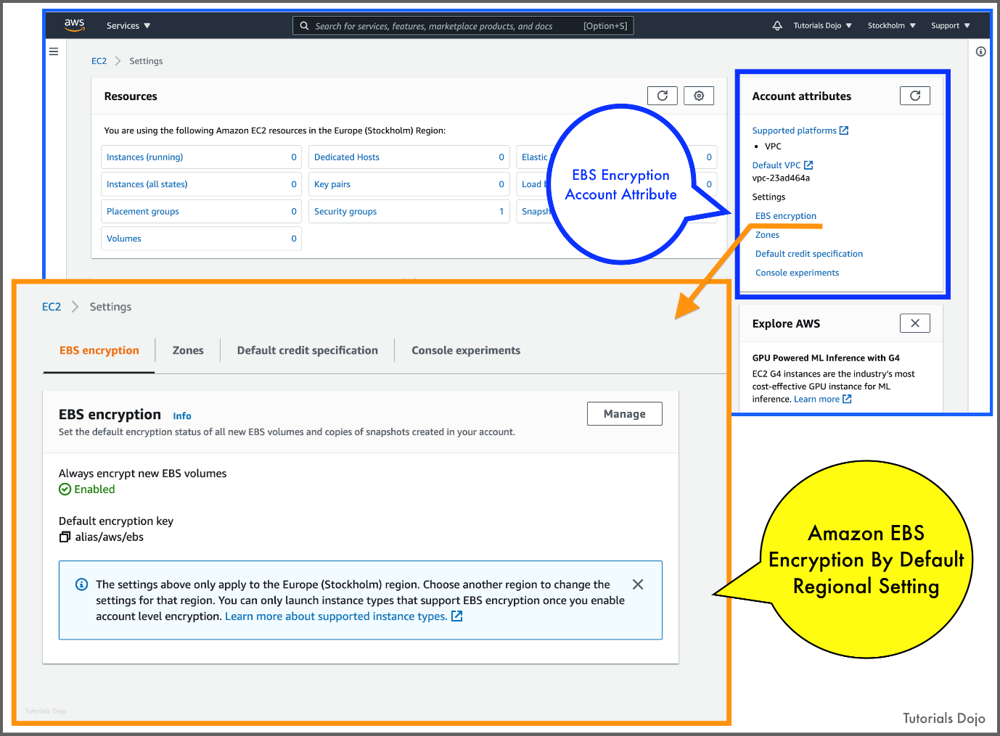 aws
Services ▼
Search for services, features, marketplace products, and docs [Option+S]
Tutorials Dojo ▼
Stockholm ▼
Support ▼
EC2 > Settings
Resources
You are using the following Amazon EC2 resources in the Europe (Stockholm) Region:
Instances (running) 0
Dedicated Hosts 0
Elastic 0
Instances (all states) 0
Key pairs 0
Load 0
Placement groups 0
Security groups 1
Snapsh
Volumes 0
EBS Encryption
Account Attribute
Account attributes
Supported platforms
• VPC
Default VPC
vpc-23ad464a
Settings
EBS encryption
Zones
Default credit specification
Console experiments
Explore AWS
GPU Powered ML Inference with G4
EC2 G4 instances are the industry's most
cost-effective GPU instance for ML
inference. Learn more
EC2 > Settings
EBS encryption
Zones
Default credit specification
Console experiments
EBS encryption Info
Manage
Set the default encryption status of all new EBS volumes and copies of snapshots created in your account.
Always encrypt new EBS volumes
Enabled
Default encryption key
alias/aws/ebs
The settings above only apply to the Europe (Stockholm) region. Choose another region to change the
settings for that region. You can only launch instance types that support EBS encryption once you enable
account level encryption. Learn more about supported instance types.
Amazon EBS
Encryption By Default
Regional Setting
Tutorials Dojo
Tutorials Dojo